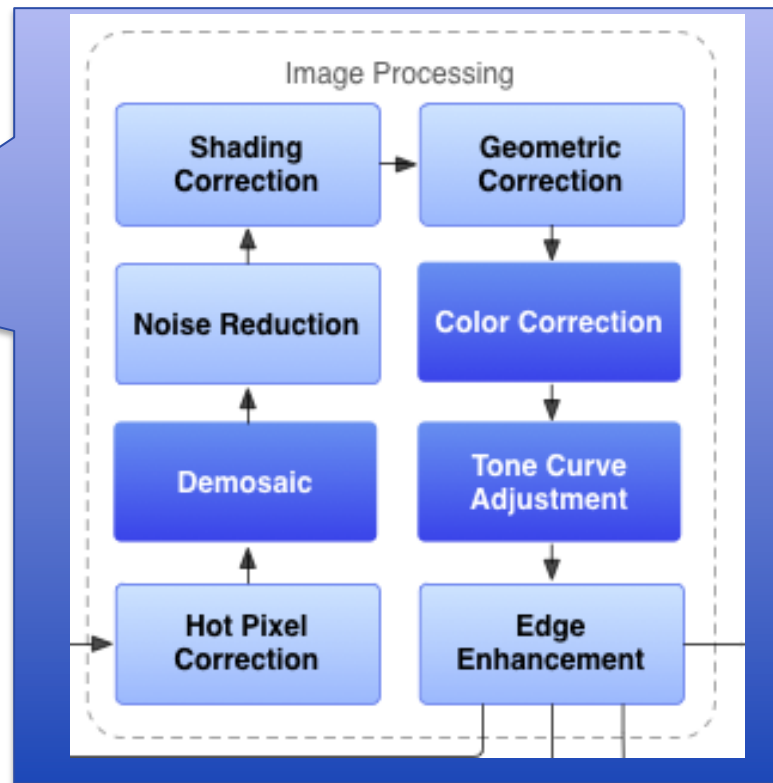 Image Processing
Shading
Correction
Geometric
Correction
Noise Reduction
Color Correction
Demosaic
Tone Curve
Adjustment
Hot Pixel
Correction
Edge
Enhancement